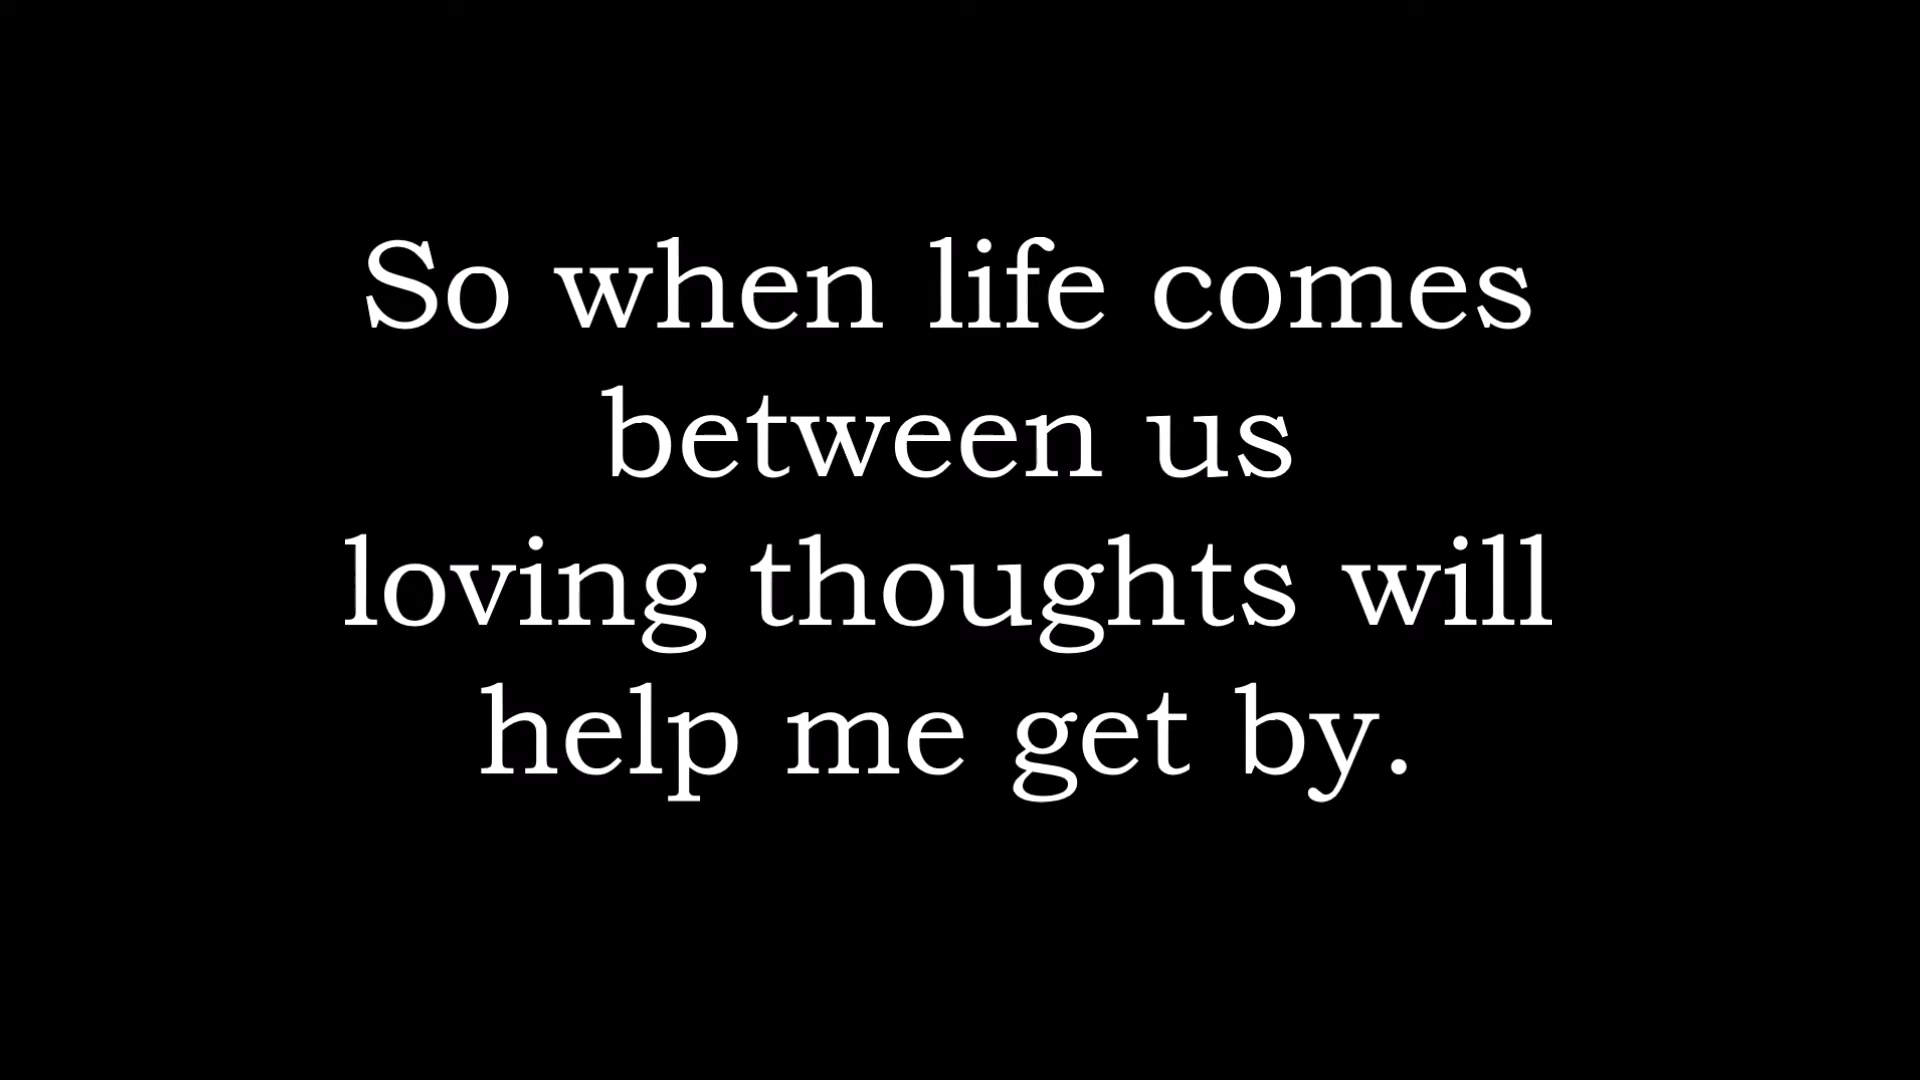 So when life comes
between us
loving thoughts will
help me get by.